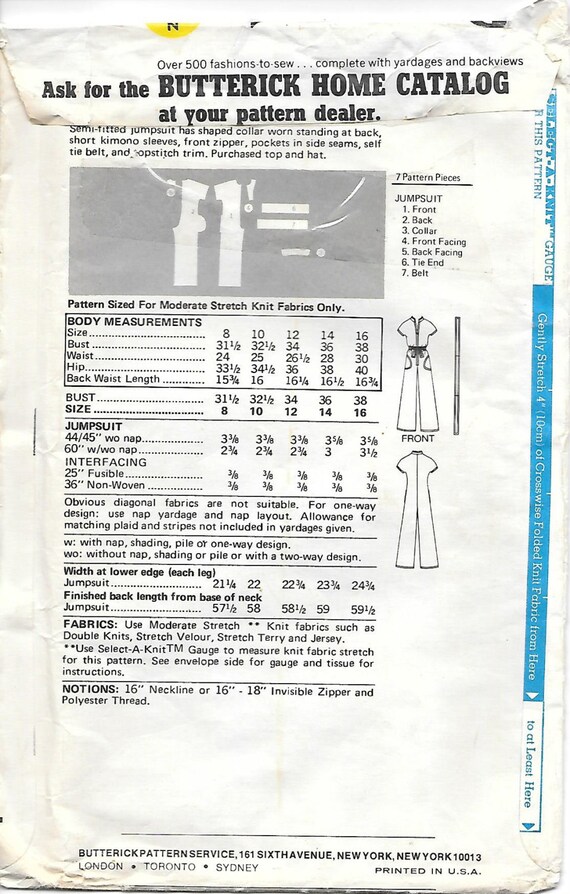 Over 500 fashions-to-sew . . . complete with yardages and backviews
Ask for the BUTTERICK HOME CATALOG
at your pattern dealer.
Semi-fitted jumpsuit has shaped collar worn standing at back,
short kimono sleeves, front zipper, pockets in side seams, self
tie belt, and topstitch trim. Purchased top and hat.
7 Pattern Pieces
JUMPSUIT
1. Front
2. Back
3. Collar
4. Front Facing
5. Back Facing
6. Tie End
7. Belt
Pattern Sized For Moderate Stretch Knit Fabrics Only.
BODY MEASUREMENTS
Size 8 10 12 14 16
Bust 31½ 32½ 34 36 38
Waist 24 25 26½ 28 30
Hip 33½ 34½ 36 38 40
Back Waist Length 15¾ 16 16¼ 16½ 16¾
BUST 31½ 32½ 34 36 38
SIZE 8 10 12 14 16
JUMPSUIT
44/45" wo nap 3⅜ 3⅜ 3⅜ 3⅝ 3⅝
60" w/wo nap 2¾ 2¾ 2¾ 3 3½
INTERFACING
25" Fusible ⅜ ⅜ ⅜ ⅜ ⅜
36" Non-Woven ⅜ ⅜ ⅜ ⅜ ⅜
Obvious diagonal fabrics are not suitable. For one-way
design: use nap yardage and nap layout. Allowance for
matching plaid and stripes not included in yardages given.
w: with nap, shading, pile or one-way design.
wo: without nap, shading or pile or with a two-way design.
Width at lower edge (each leg)
Jumpsuit 21¼ 22 22¾ 23¾ 24¾
Finished back length from base of neck
Jumpsuit 57½ 58 58½ 59 59½
FABRICS: Use Moderate Stretch ** Knit fabrics such as
Double Knits, Stretch Velour, Stretch Terry and Jersey.
**Use Select-A-Knit™ Gauge to measure knit fabric stretch
for this pattern. See envelope side for gauge and tissue for
instructions.
NOTIONS: 16" Neckline or 16" - 18" Invisible Zipper and
Polyester Thread.
FRONT
GAUGE
THIS PATTERN
Gently Stretch 4" (10cm) of Crosswise Folded Knit Fabric from Here
to at Least Here
BUTTERICK PATTERN SERVICE, 161 SIXTH AVENUE, NEW YORK, NEW YORK 10013
LONDON • TORONTO • SYDNEY
PRINTED IN U.S.A.